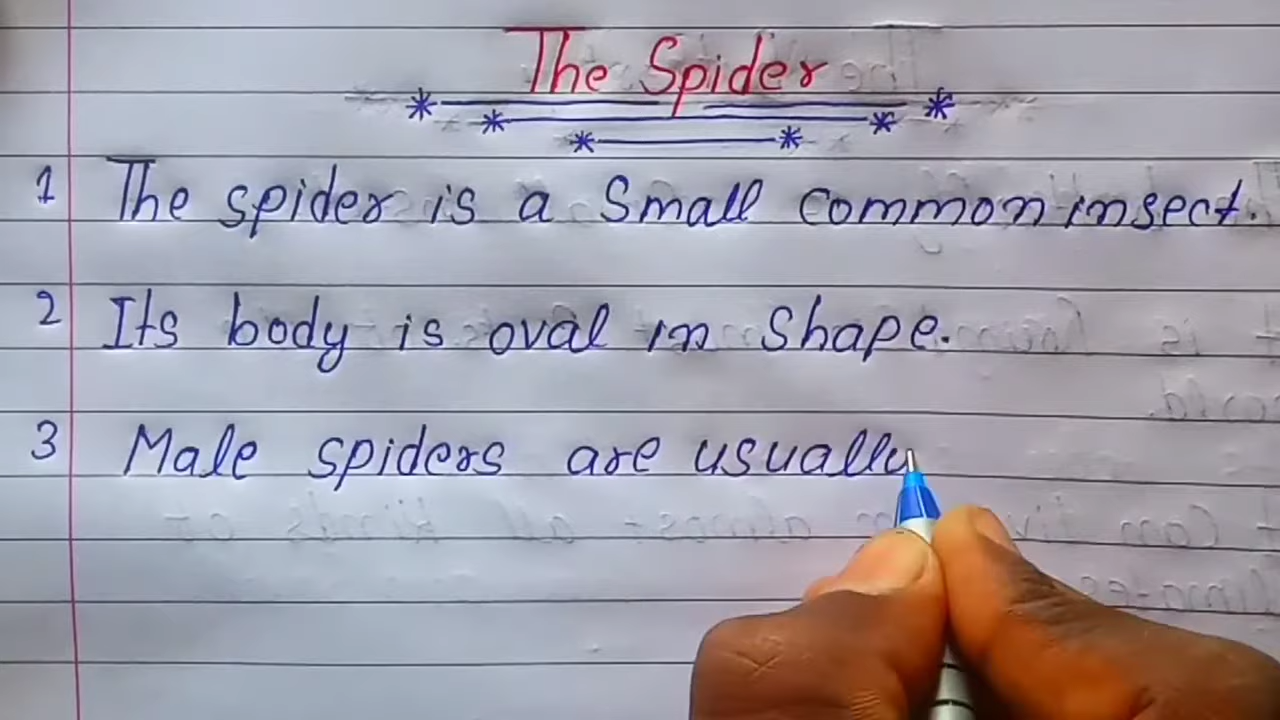 The Spider
1 The spider is a Small common insect.
2 Its body is oval in Shape.
3 Male spiders are usually